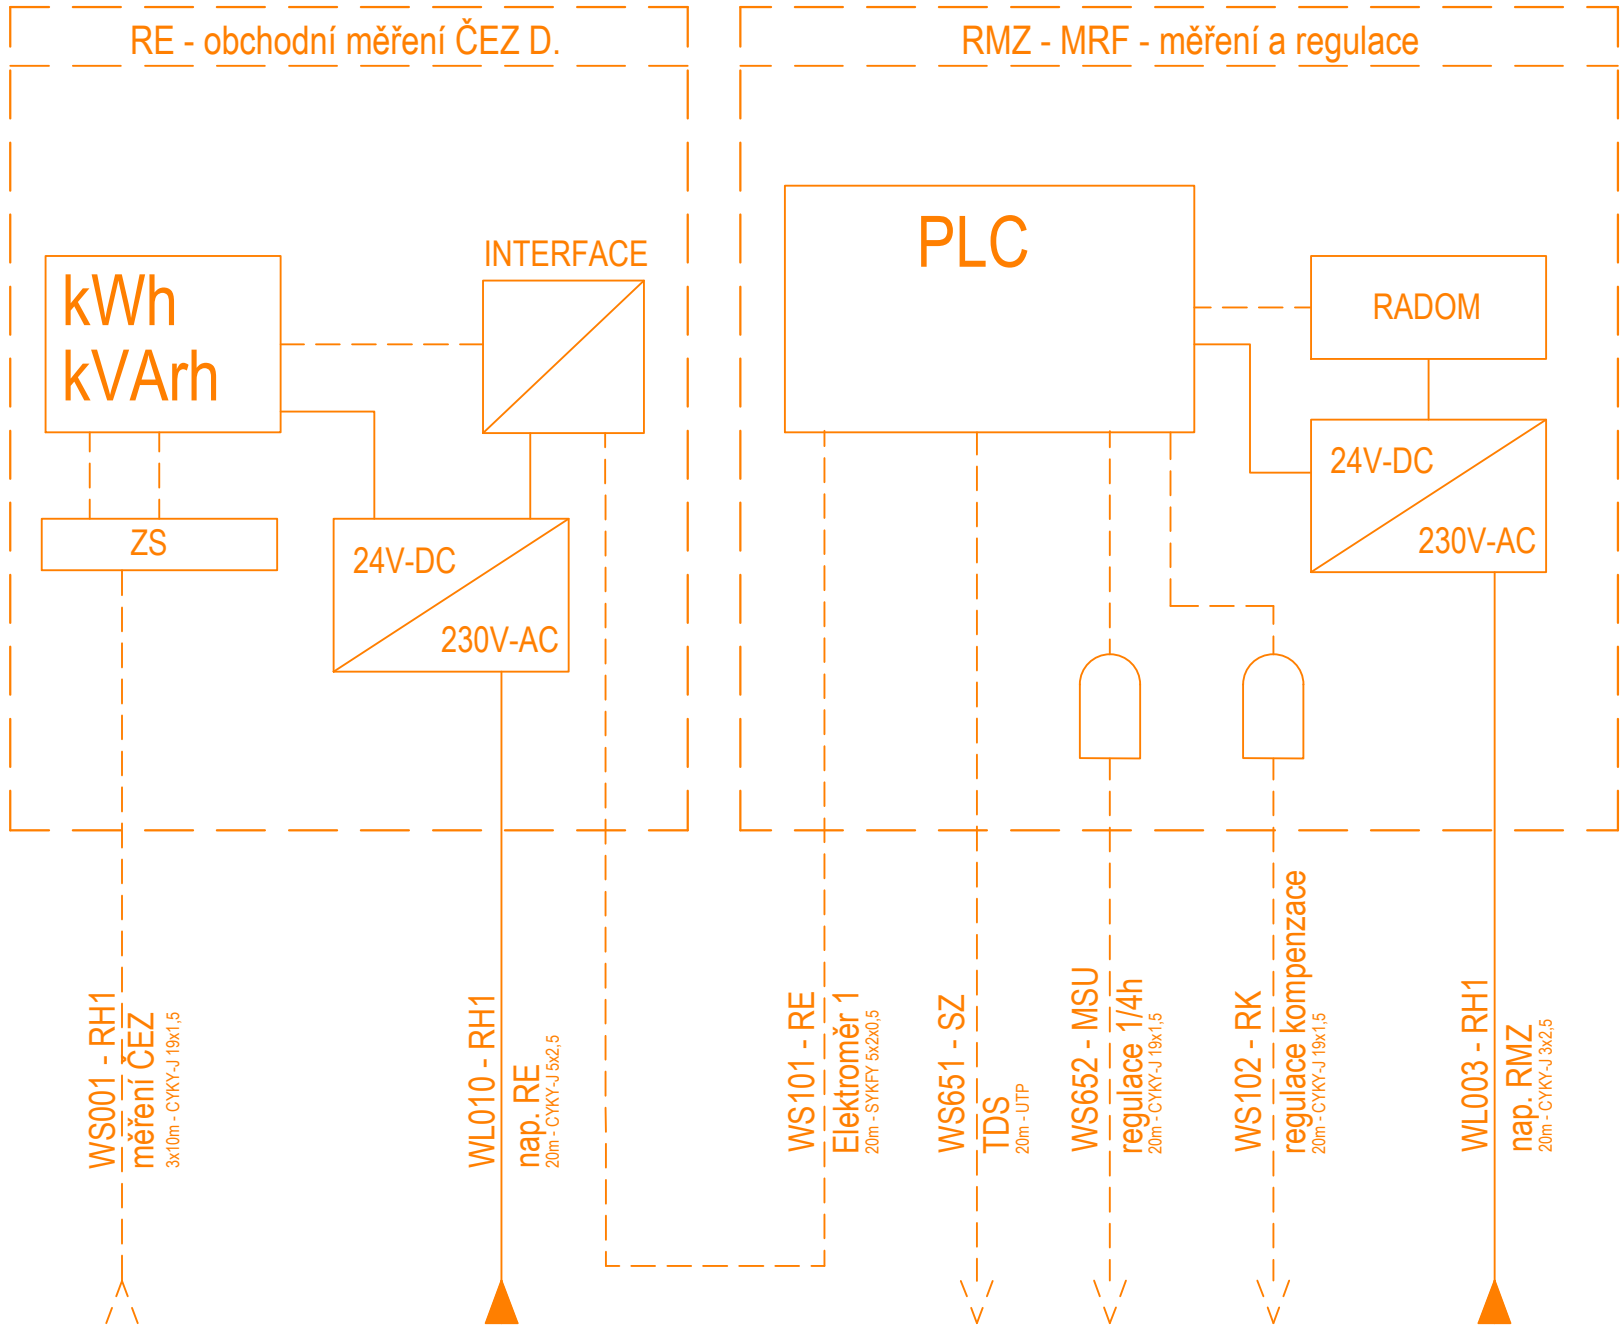 RE - obchodní měření ČEZ D.
RMZ - MRF - měření a regulace
kWh
kVArh
INTERFACE
ZS
24V-DC
230V-AC
PLC
RADOM
24V-DC
230V-AC
WS001 - RH1
měření ČEZ
3x10m - CYKY-J 19x1,5
WL010 - RH1
nap. RE
20m - CYKY-J 5x2,5
WS101 - RE
Elektroměr 1
20m - SYKFY 5x2x0,5
WS651 - SZ
TDS
20m - UTP
WS652 - MSU
regulace 1/4h
20m - CYKY-J 19x1,5
WS102 - RK
regulace kompenzace
20m - CYKY-J 19x1,5
WL003 - RH1
nap. RMZ
20m - CYKY-J 3x2,5